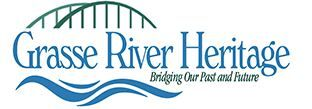 Grasse River Heritage
Bridging Our Past and Future